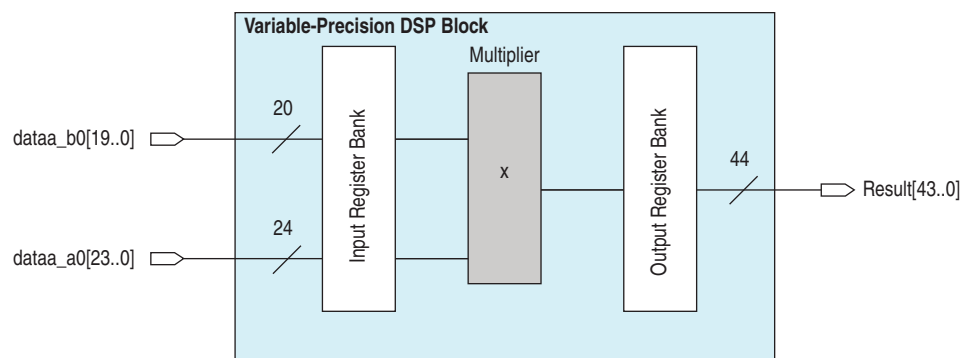 Variable-Precision DSP Block
Multiplier
20
dataa_b0[19..0]
Input Register Bank
x
Output Register Bank
44
Result[43..0]
24
dataa_a0[23..0]